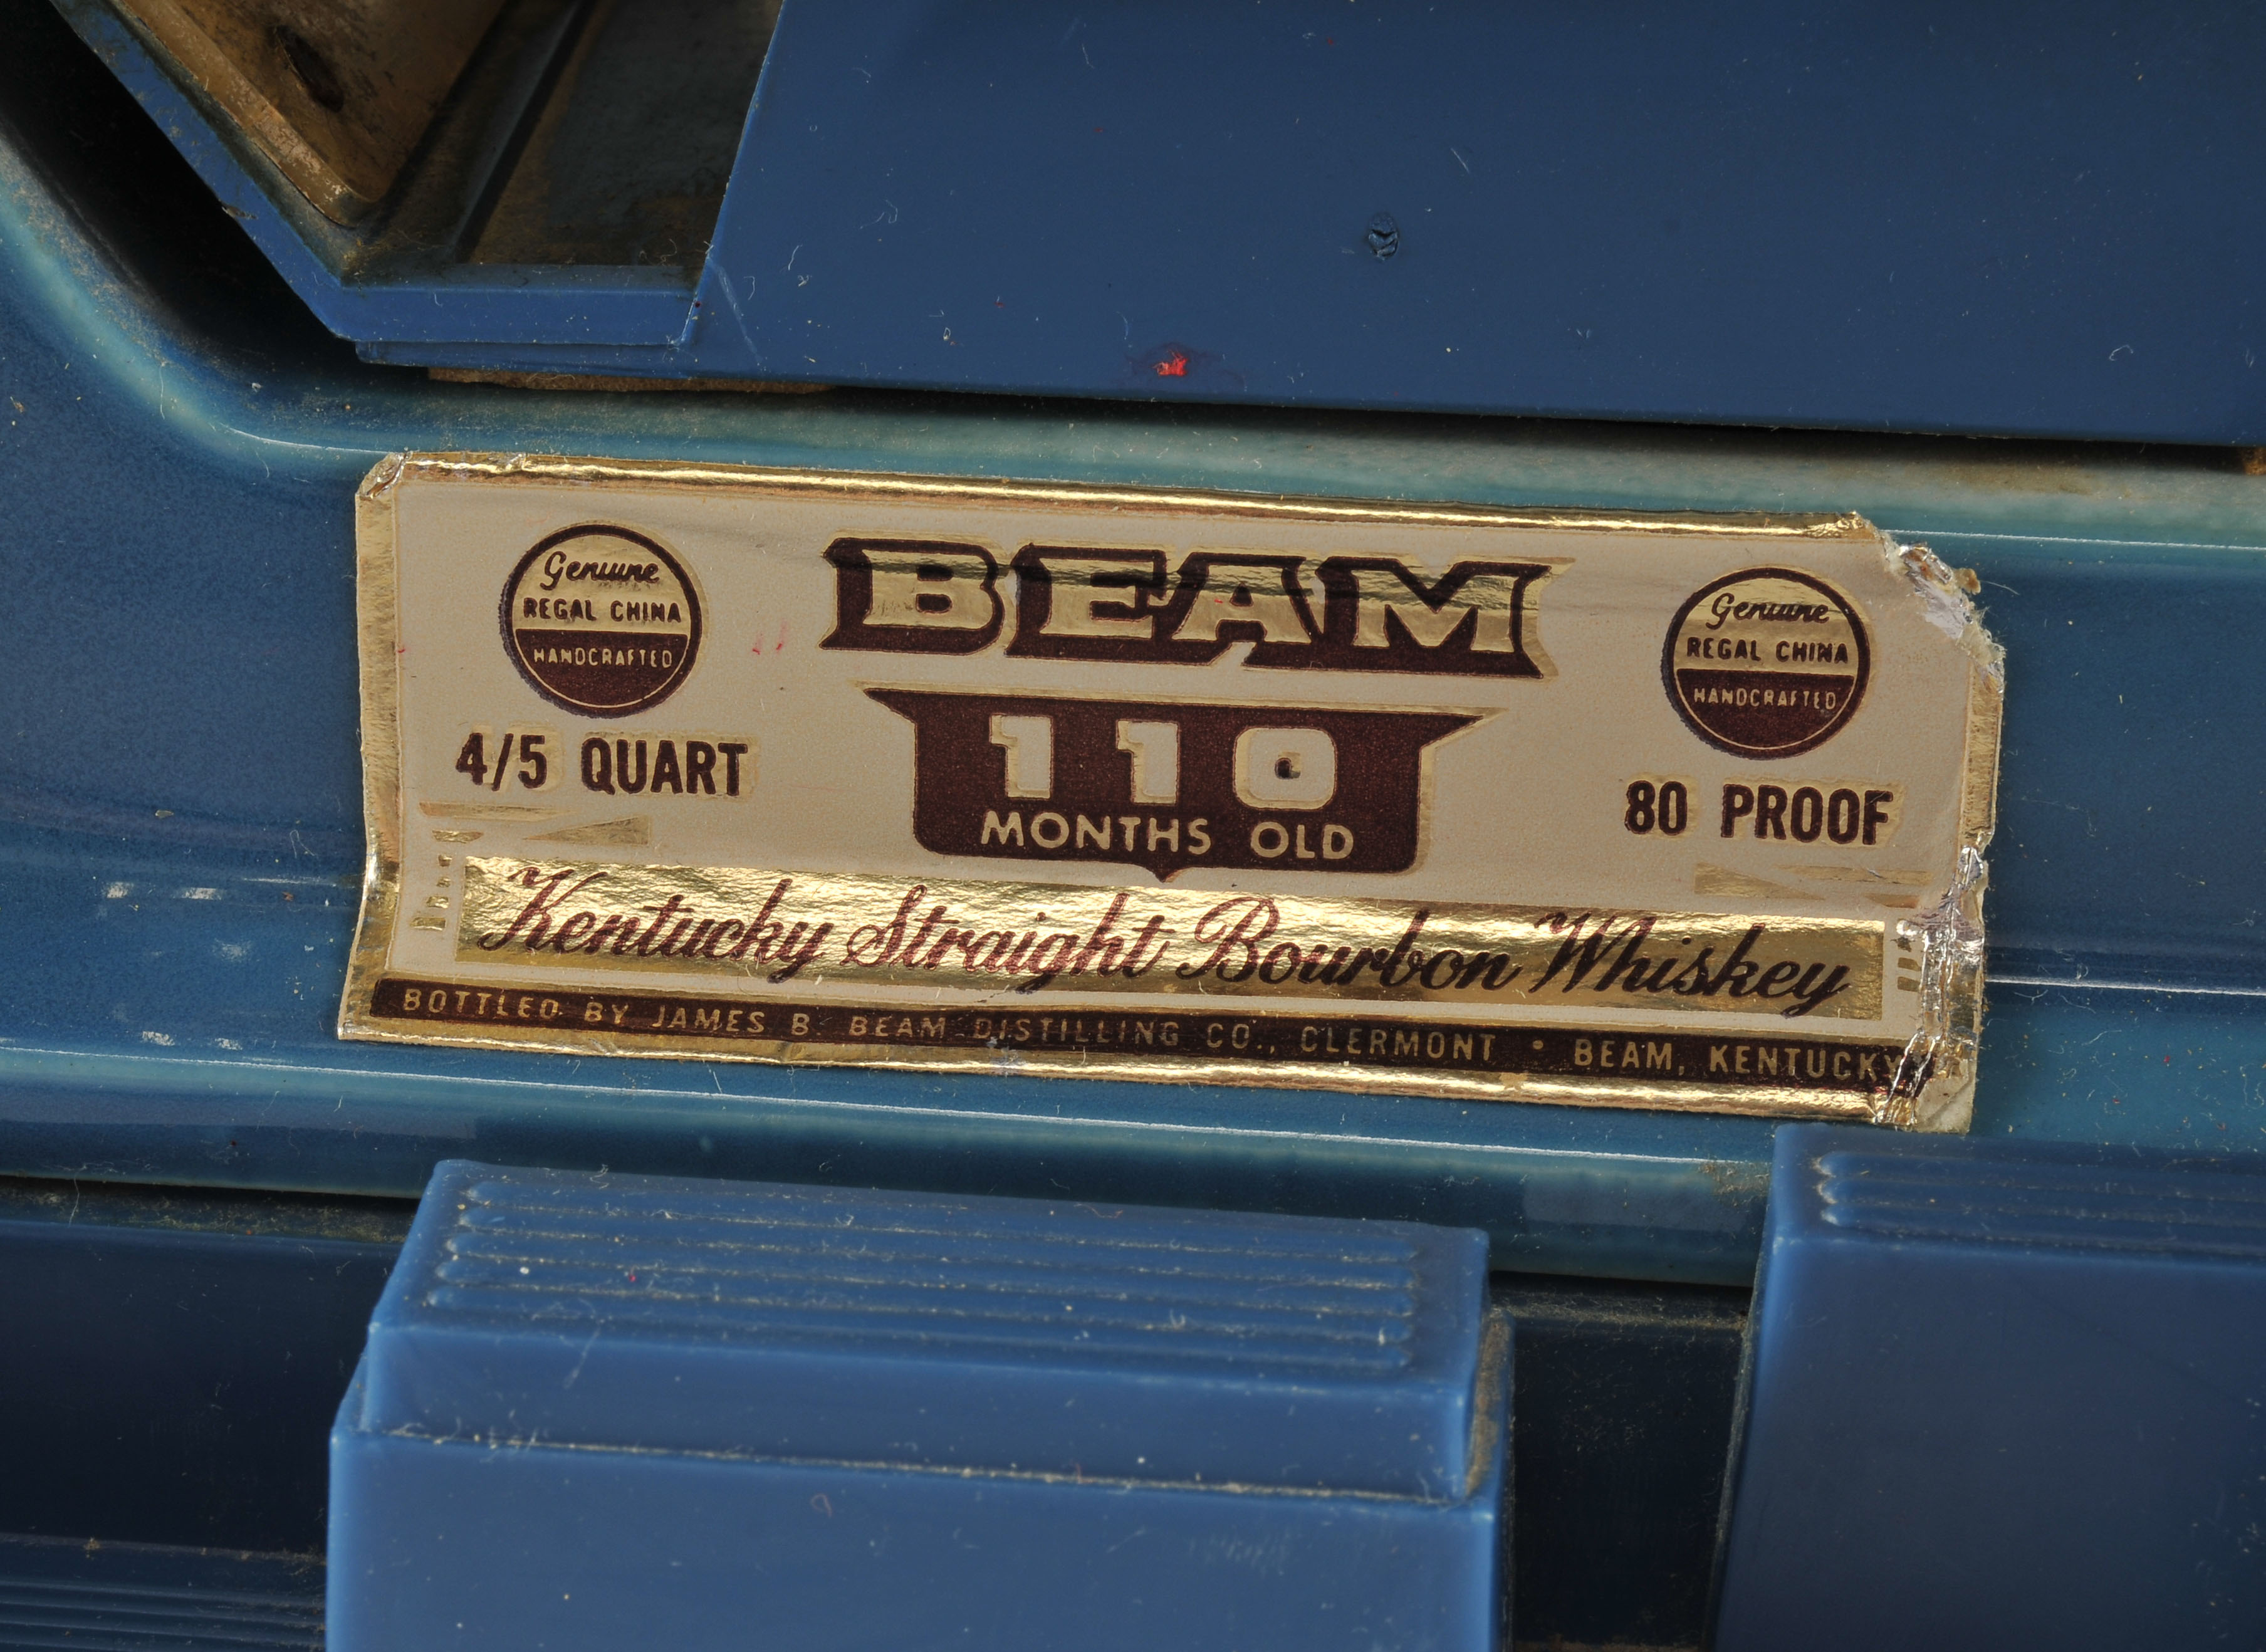 Genuine
REGAL CHINA
HANDCRAFTED
4/5 QUART
BEAM
110
MONTHS OLD
Genuine
REGAL CHINA
HANDCRAFTED
80 PROOF
Kentucky Straight Bourbon Whiskey
BOTTLED BY JAMES B. BEAM DISTILLING CO., CLERMONT • BEAM, KENTUCKY